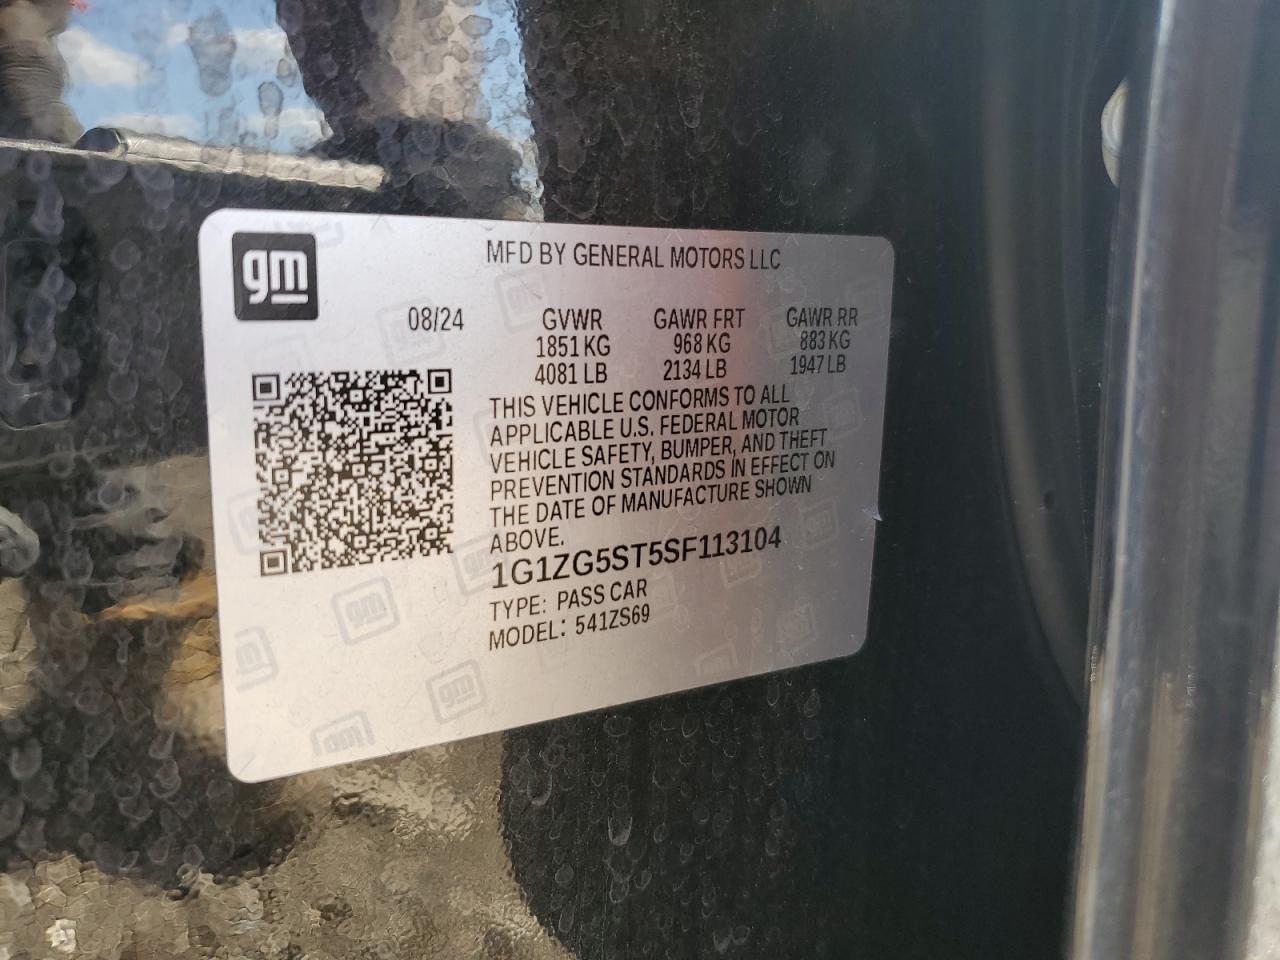 gm
MFD BY GENERAL MOTORS LLC
08/24 GVWR GAWR FRT GAWR RR
1851 KG 968 KG 883 KG
4081 LB 2134 LB 1947 LB
THIS VEHICLE CONFORMS TO ALL
APPLICABLE U.S. FEDERAL MOTOR
VEHICLE SAFETY, BUMPER, AND THEFT
PREVENTION STANDARDS IN EFFECT ON
THE DATE OF MANUFACTURE SHOWN
ABOVE.
1G1ZG5ST5SF113104
TYPE: PASS CAR
MODEL: 541ZS69